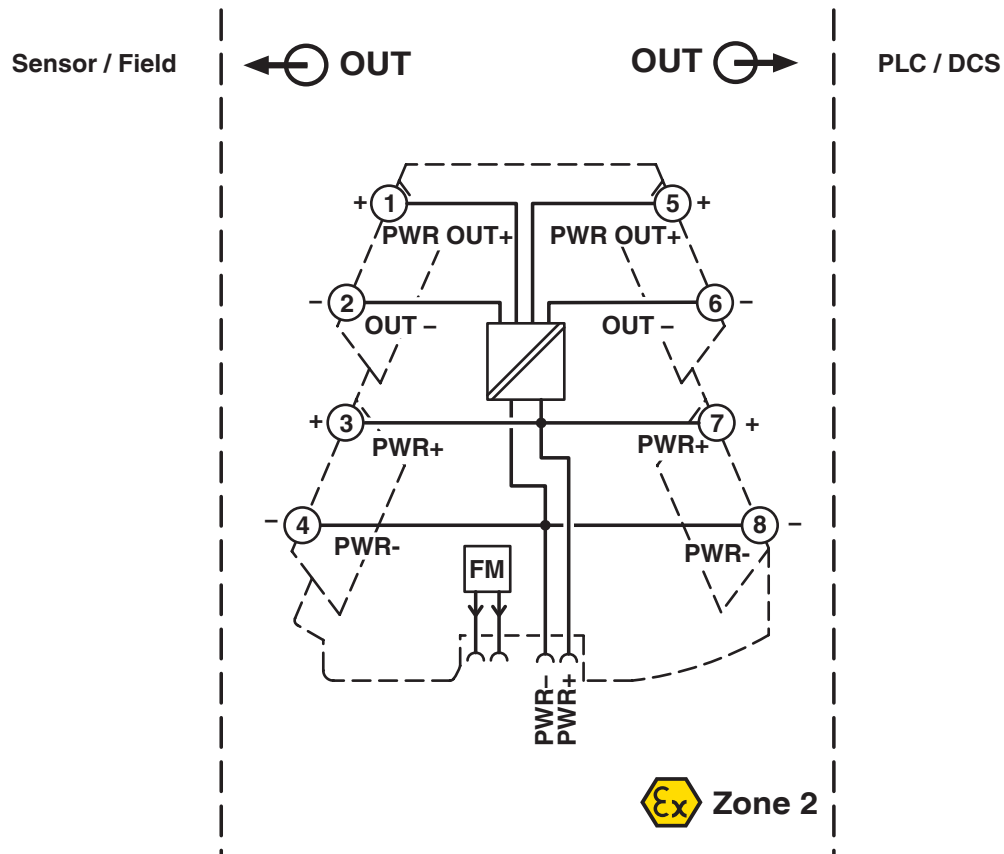 Sensor / Field
OUT
OUT
PLC / DCS
+ 1
5 +
PWR OUT+
PWR OUT+
– 2
6 –
OUT –
OUT –
+ 3
7 +
PWR+
PWR+
– 4
8 –
PWR-
PWR-
FM
PWR–
PWR+
Ex Zone 2